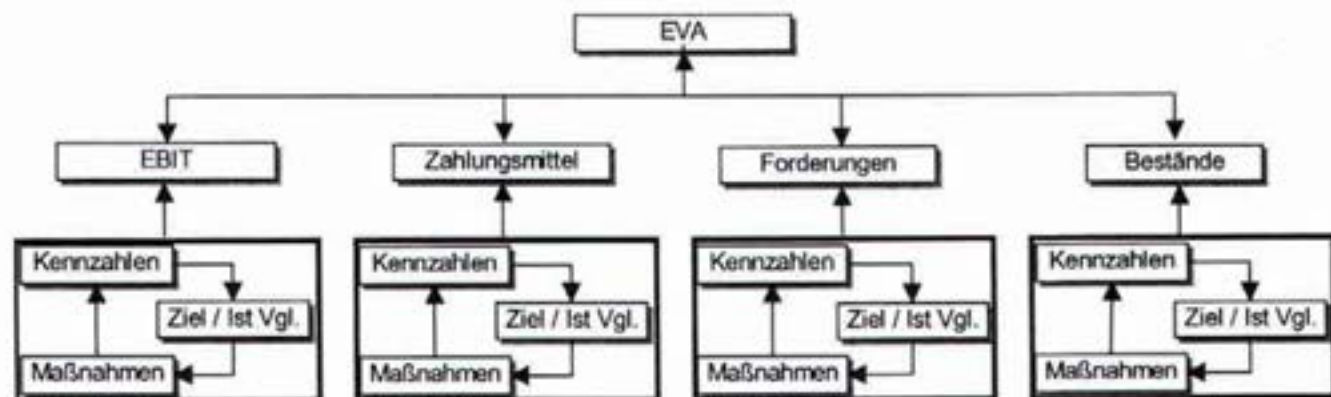 EVA
EBIT
Zahlungsmittel
Forderungen
Bestände
Kennzahlen
Ziel / Ist Vgl.
Maßnahmen
Kennzahlen
Ziel / Ist Vgl.
Maßnahmen
Kennzahlen
Ziel / Ist Vgl.
Maßnahmen
Kennzahlen
Ziel / Ist Vgl.
Maßnahmen